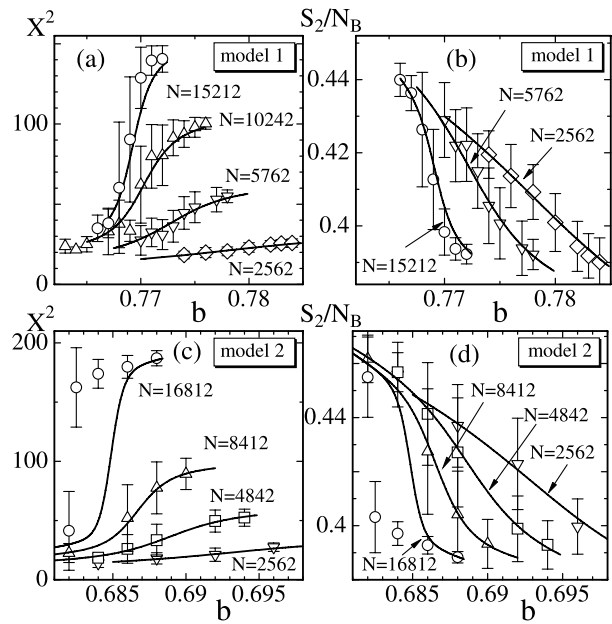 X²
(a)
model 1
N=15212
N=10242
N=5762
N=2562
100
0
0.77
0.78
b
S₂/N_B
(b)
model 1
N=5762
N=2562
N=15212
0.44
0.42
0.4
0.77
0.78
b
X²
(c)
model 2
N=16812
N=8412
N=4842
N=2562
200
100
0
0.685
0.69
0.695
b
S₂/N_B
(d)
model 2
N=8412
N=4842
N=2562
N=16812
0.44
0.4
0.685
0.69
0.695
b